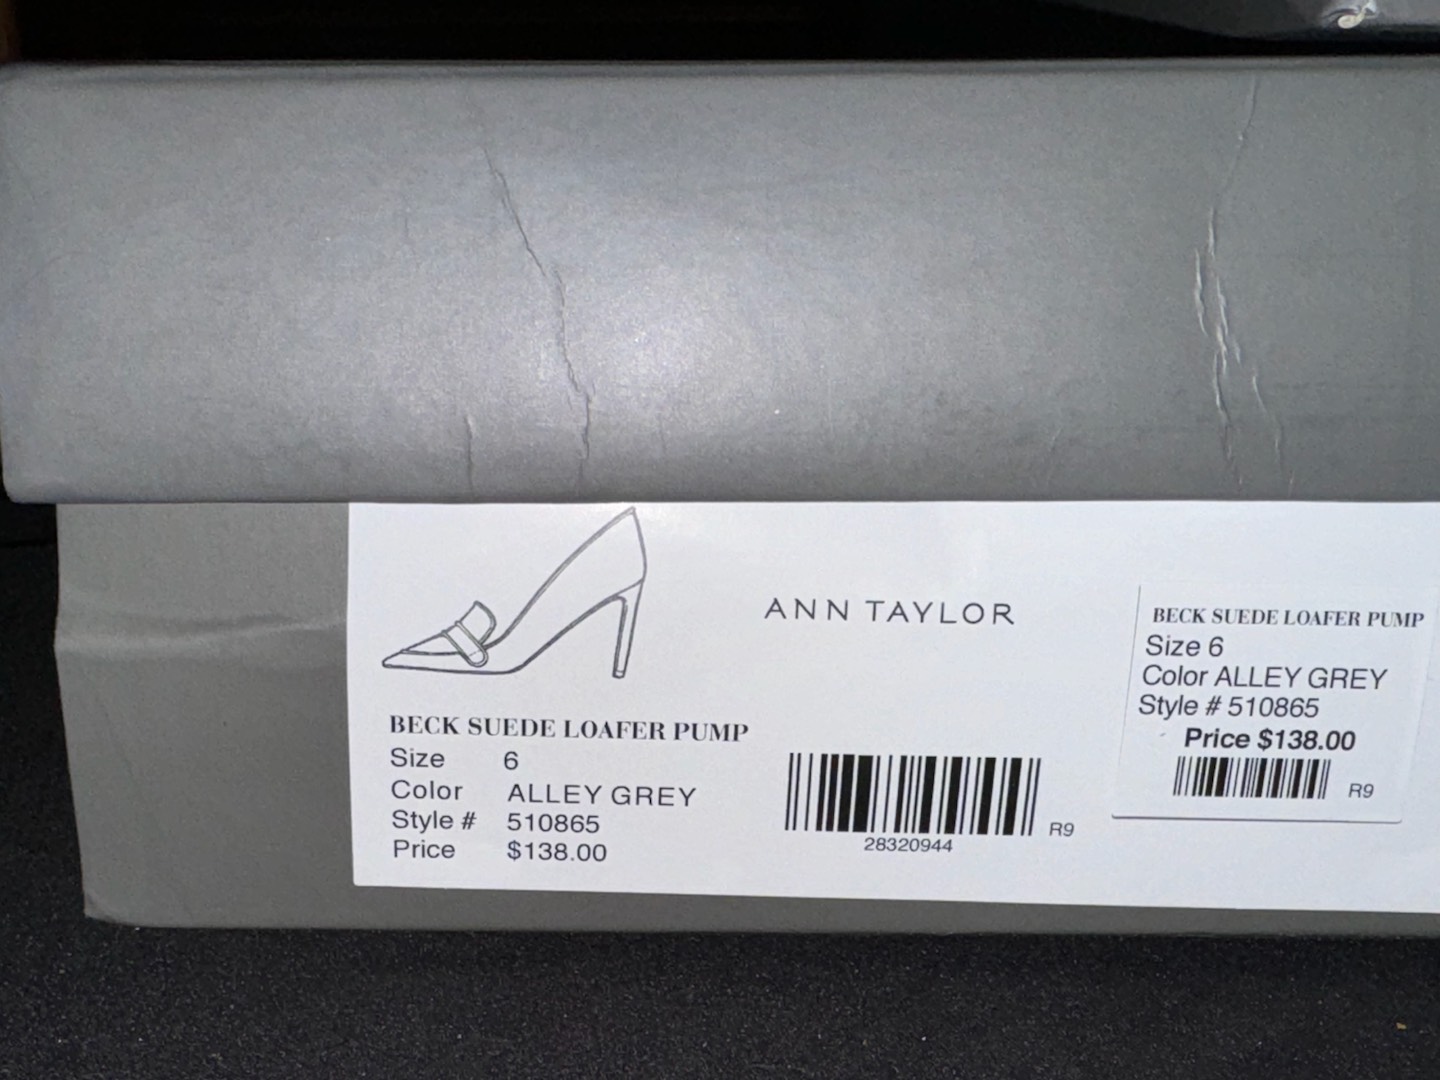 ANN TAYLOR
BECK SUEDE LOAFER PUMP
Size 6
Color ALLEY GREY
Style # 510865
Price $138.00
28320944
R9
BECK SUEDE LOAFER PUMP
Size 6
Color ALLEY GREY
Style # 510865
Price $138.00
R9